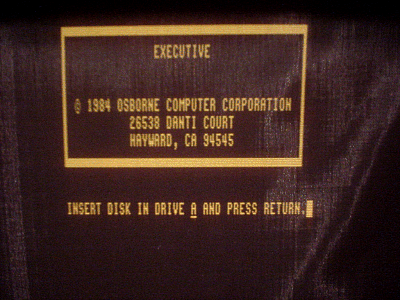 EXECUTIVE
© 1984 OSBORNE COMPUTER CORPORATION
26538 DANTI COURT
HAYWARD, CA 94545
INSERT DISK IN DRIVE A AND PRESS RETURN.